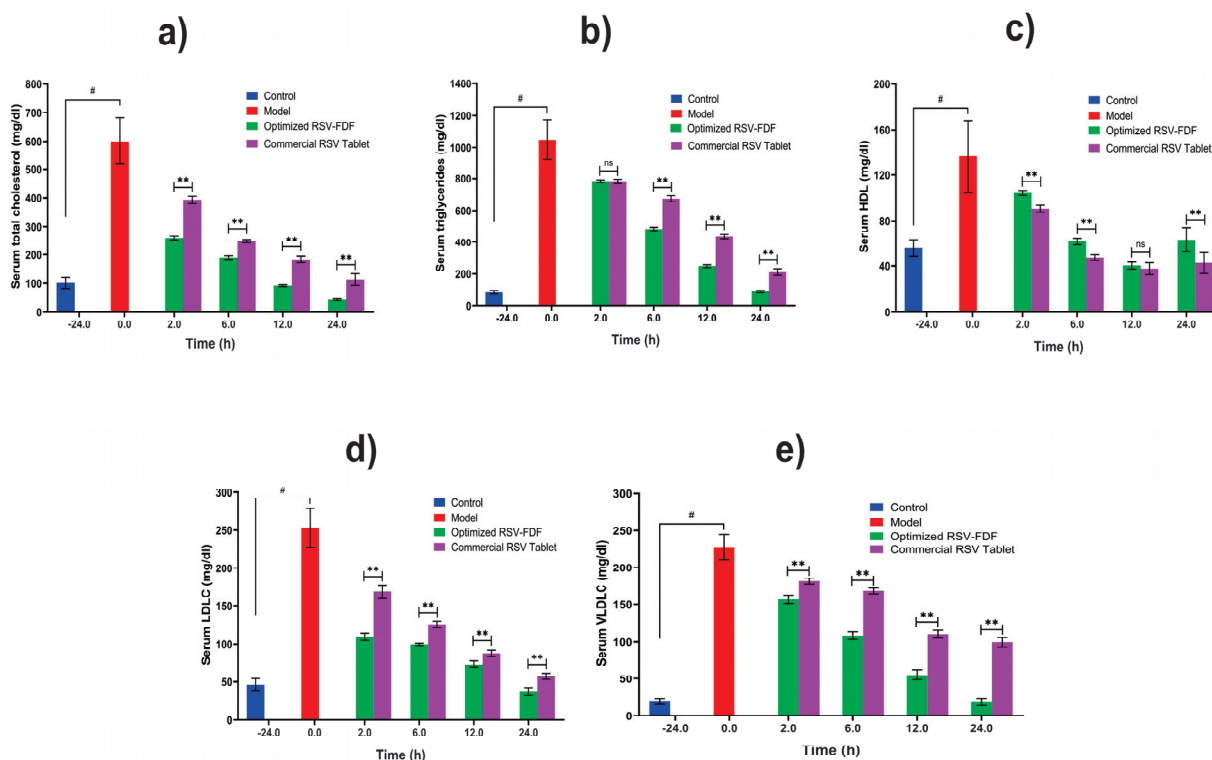 a)
Serum total cholesterol (mg/dl)
800
700
600
500
400
300
200
100
0
#
Control
Model
Optimized RSV-FDF
Commercial RSV Tablet
**
**
**
**
-24.0 0.0 2.0 6.0 12.0 24.0
Time (h)
b)
Serum triglycerides (mg/dl)
1400
1200
1000
800
600
400
200
0
#
Control
Model
Optimized RSV-FDF
Commercial RSV Tablet
ns
**
**
**
-24.0 0.0 2.0 6.0 12.0 24.0
Time (h)
c)
Serum HDL (mg/dl)
200
160
120
80
40
0
#
Control
Model
Optimized RSV-FDF
Commercial RSV Tablet
**
**
ns
**
-24.0 0.0 2.0 6.0 12.0 24.0
Time (h)
d)
Serum LDLC (mg/dl)
300
250
200
150
100
50
0
#
Control
Model
Optimized RSV-FDF
Commercial RSV Tablet
**
**
**
**
-24.0 0.0 2.0 6.0 12.0 24.0
Time (h)
e)
Serum VLDLC (mg/dl)
300
250
200
150
100
50
0
#
Control
Model
Optimized RSV-FDF
Commercial RSV Tablet
**
**
**
**
-24.0 0.0 2.0 6.0 12.0 24.0
Time (h)